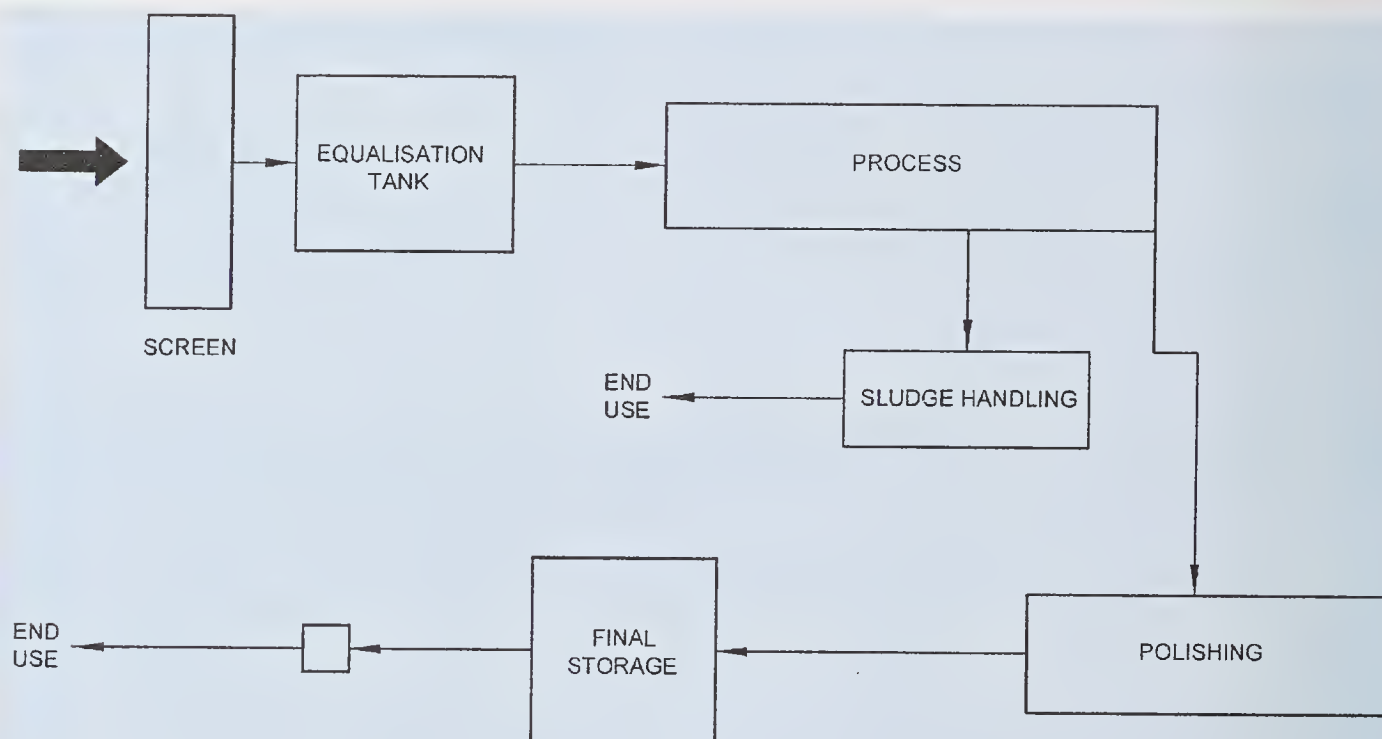 EQUALISATION
TANK
PROCESS
SCREEN
END
USE
SLUDGE HANDLING
END
USE
FINAL
STORAGE
POLISHING